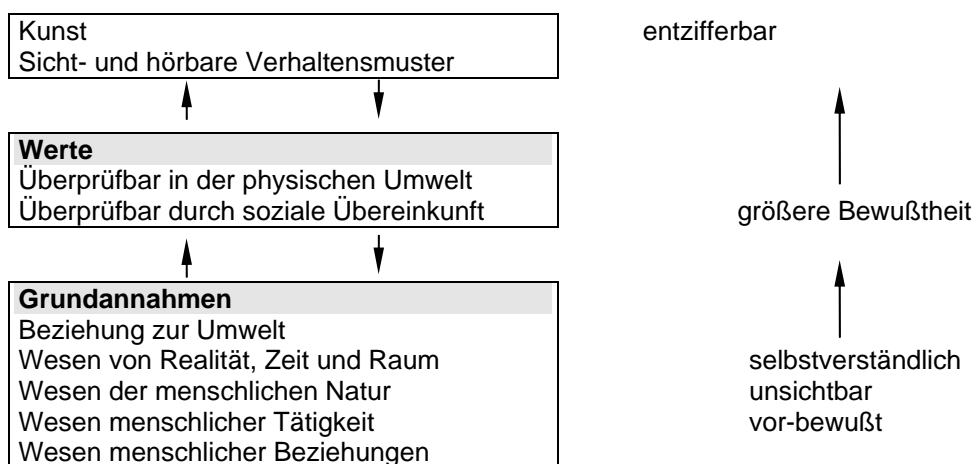 Kunst
entzifferbar
Sicht- und hörbare Verhaltensmuster
Werte
Überprüfbar in der physischen Umwelt
Überprüfbar durch soziale Übereinkunft
größere Bewußtheit
Grundannahmen
Beziehung zur Umwelt
Wesen von Realität, Zeit und Raum
selbstverständlich
Wesen der menschlichen Natur
unsichtbar
Wesen menschlicher Tätigkeit
vor-bewußt
Wesen menschlicher Beziehungen